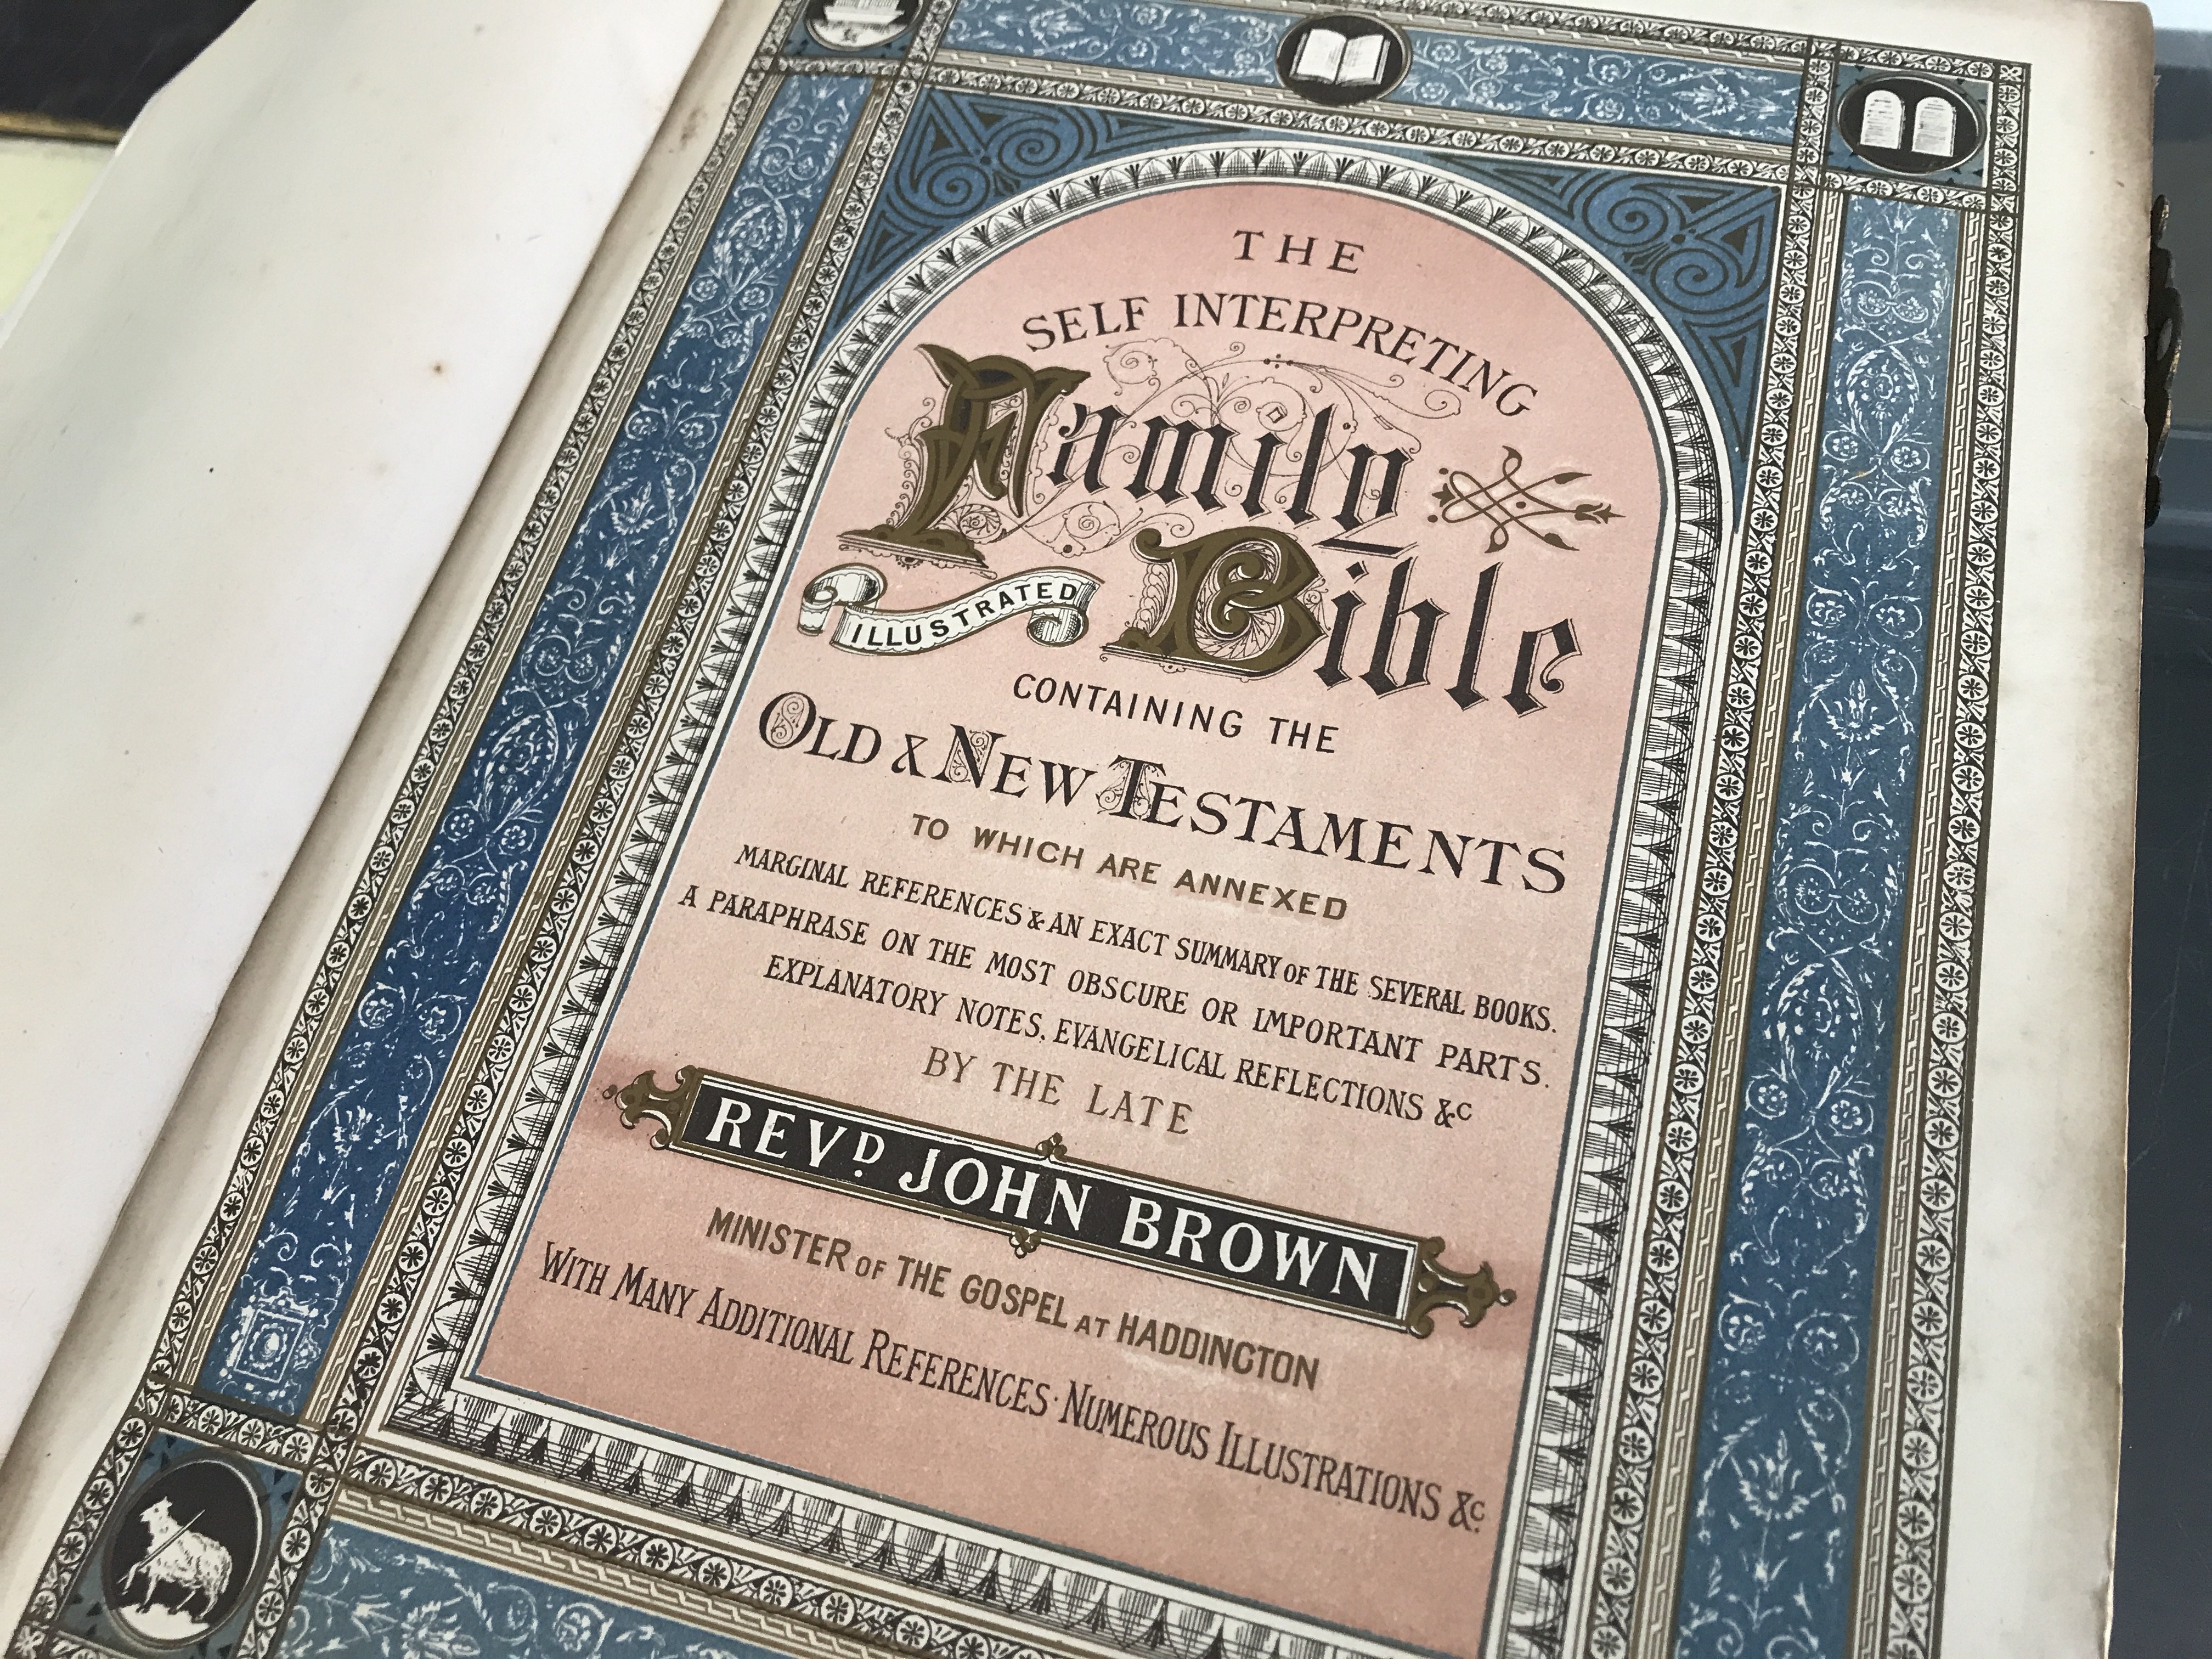 THE
SELF INTERPRETING
Family
ILLUSTRATED
Bible
CONTAINING THE
OLD & NEW TESTAMENTS
TO WHICH ARE ANNEXED
MARGINAL REFERENCES & AN EXACT SUMMARY OF THE SEVERAL BOOKS.
A PARAPHRASE ON THE MOST OBSCURE OR IMPORTANT PARTS.
EXPLANATORY NOTES, EVANGELICAL REFLECTIONS &c
BY THE LATE
REVD. JOHN BROWN
MINISTER OF THE GOSPEL AT HADDINGTON
WITH MANY ADDITIONAL REFERENCES · NUMEROUS ILLUSTRATIONS &c.